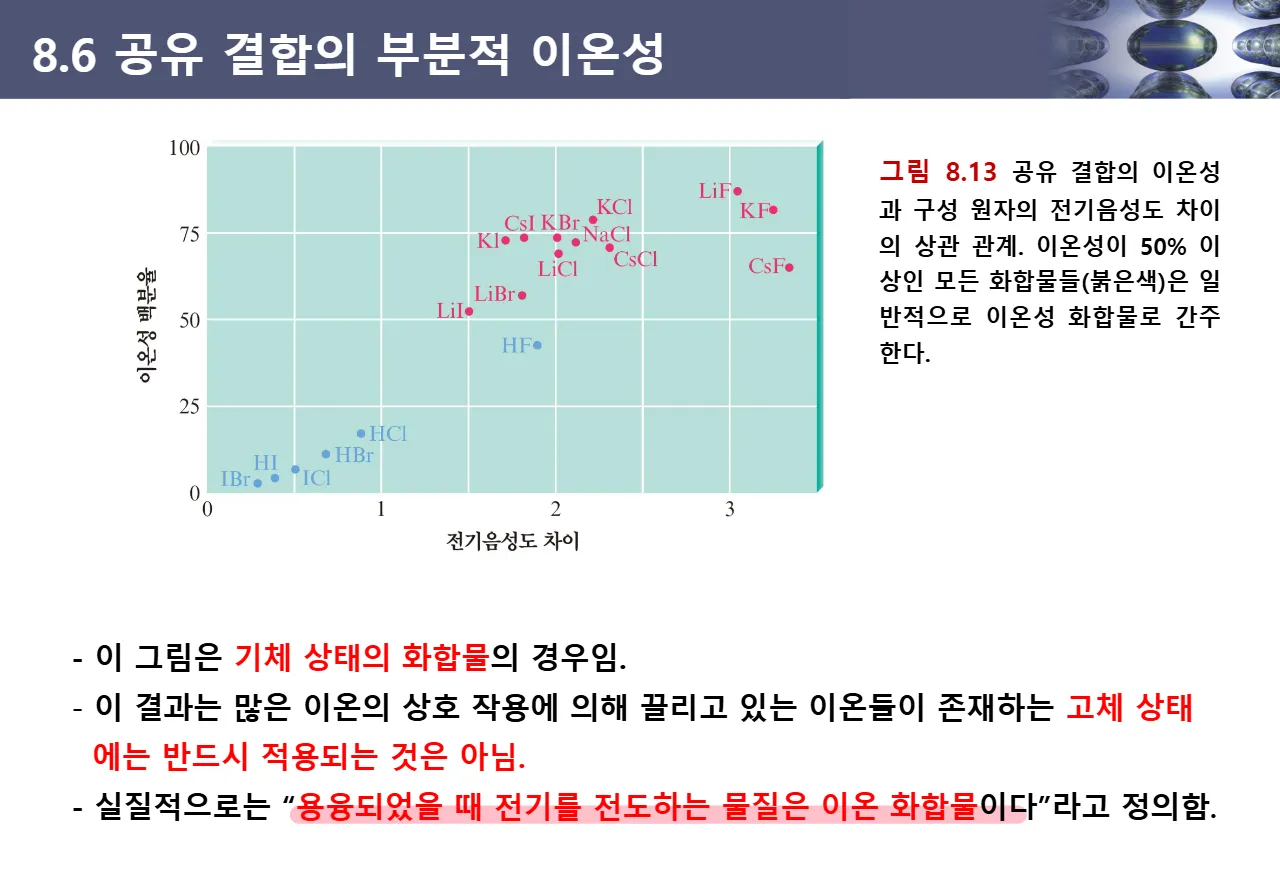 8.6 공유 결합의 부분적 이온성
100
75
50
25
0
이온성 백분율
0
1
2
3
전기음성도 차이
LiF
KF
CsF
KCl
CsI
KBr
NaCl
KI
CsCl
LiCl
LiBr
LiI
HF
HCl
HBr
HI
ICl
IBr
그림 8.13 공유 결합의 이온성
과 구성 원자의 전기음성도 차이
의 상관 관계. 이온성이 50% 이
상인 모든 화합물들(붉은색)은 일
반적으로 이온성 화합물로 간주
한다.
- 이 그림은 기체 상태의 화합물의 경우임.
- 이 결과는 많은 이온의 상호 작용에 의해 끌리고 있는 이온들이 존재하는 고체 상태
에는 반드시 적용되는 것은 아님.
- 실질적으로는 “용융되었을 때 전기를 전도하는 물질은 이온 화합물이다”라고 정의함.